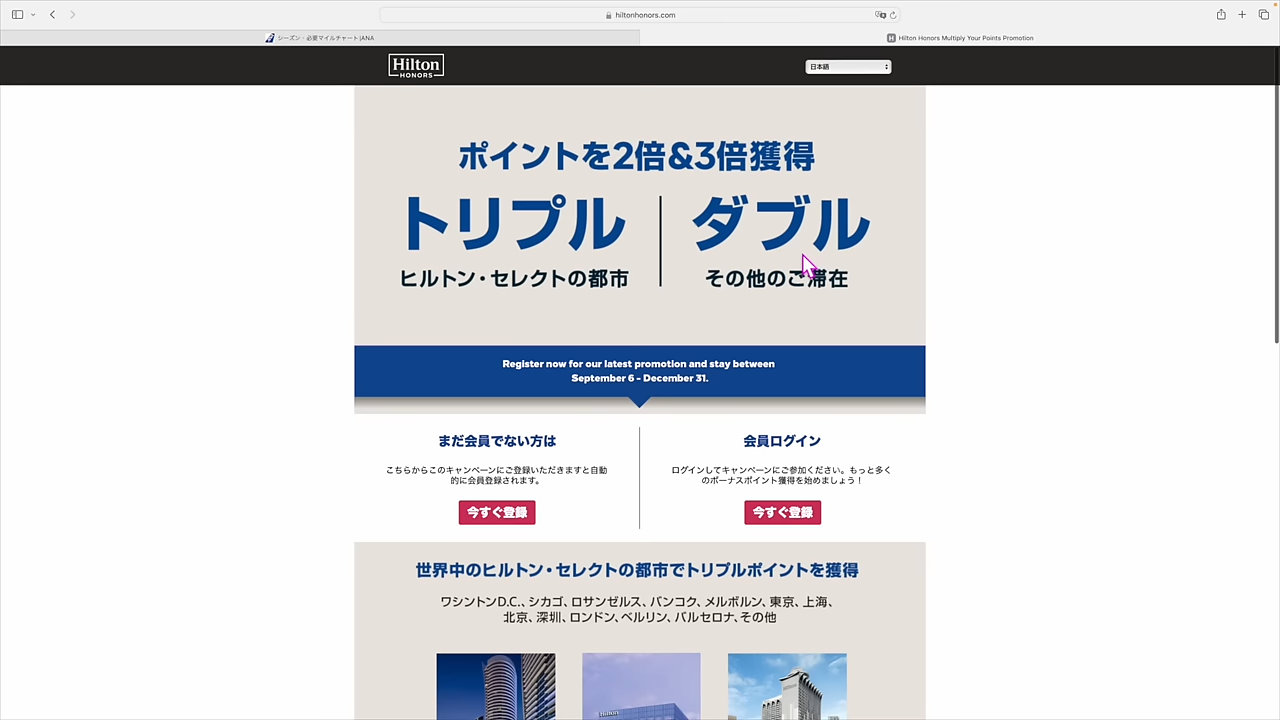 hiltonhonors.com
シーズン・必要マイルチャート|ANA
Hilton Honors Multiply Your Points Promotion
Hilton
HONORS
日本語
ポイントを2倍&3倍獲得
トリプル
ヒルトン・セレクトの都市
ダブル
その他のご滞在
Register now for our latest promotion and stay between
September 6 - December 31.
まだ会員でない方は
こちらからこのキャンペーンにご登録いただきますと自動
的に会員登録されます。
今すぐ登録
会員ログイン
ログインしてキャンペーンにご参加ください。もっと多く
のボーナスポイント獲得を始めましょう！
今すぐ登録
世界中のヒルトン・セレクトの都市でトリプルポイントを獲得
ワシントンD.C.、シカゴ、ロサンゼルス、バンコク、メルボルン、東京、上海、
北京、深圳、ロンドン、ベルリン、バルセロナ、その他
Hilton